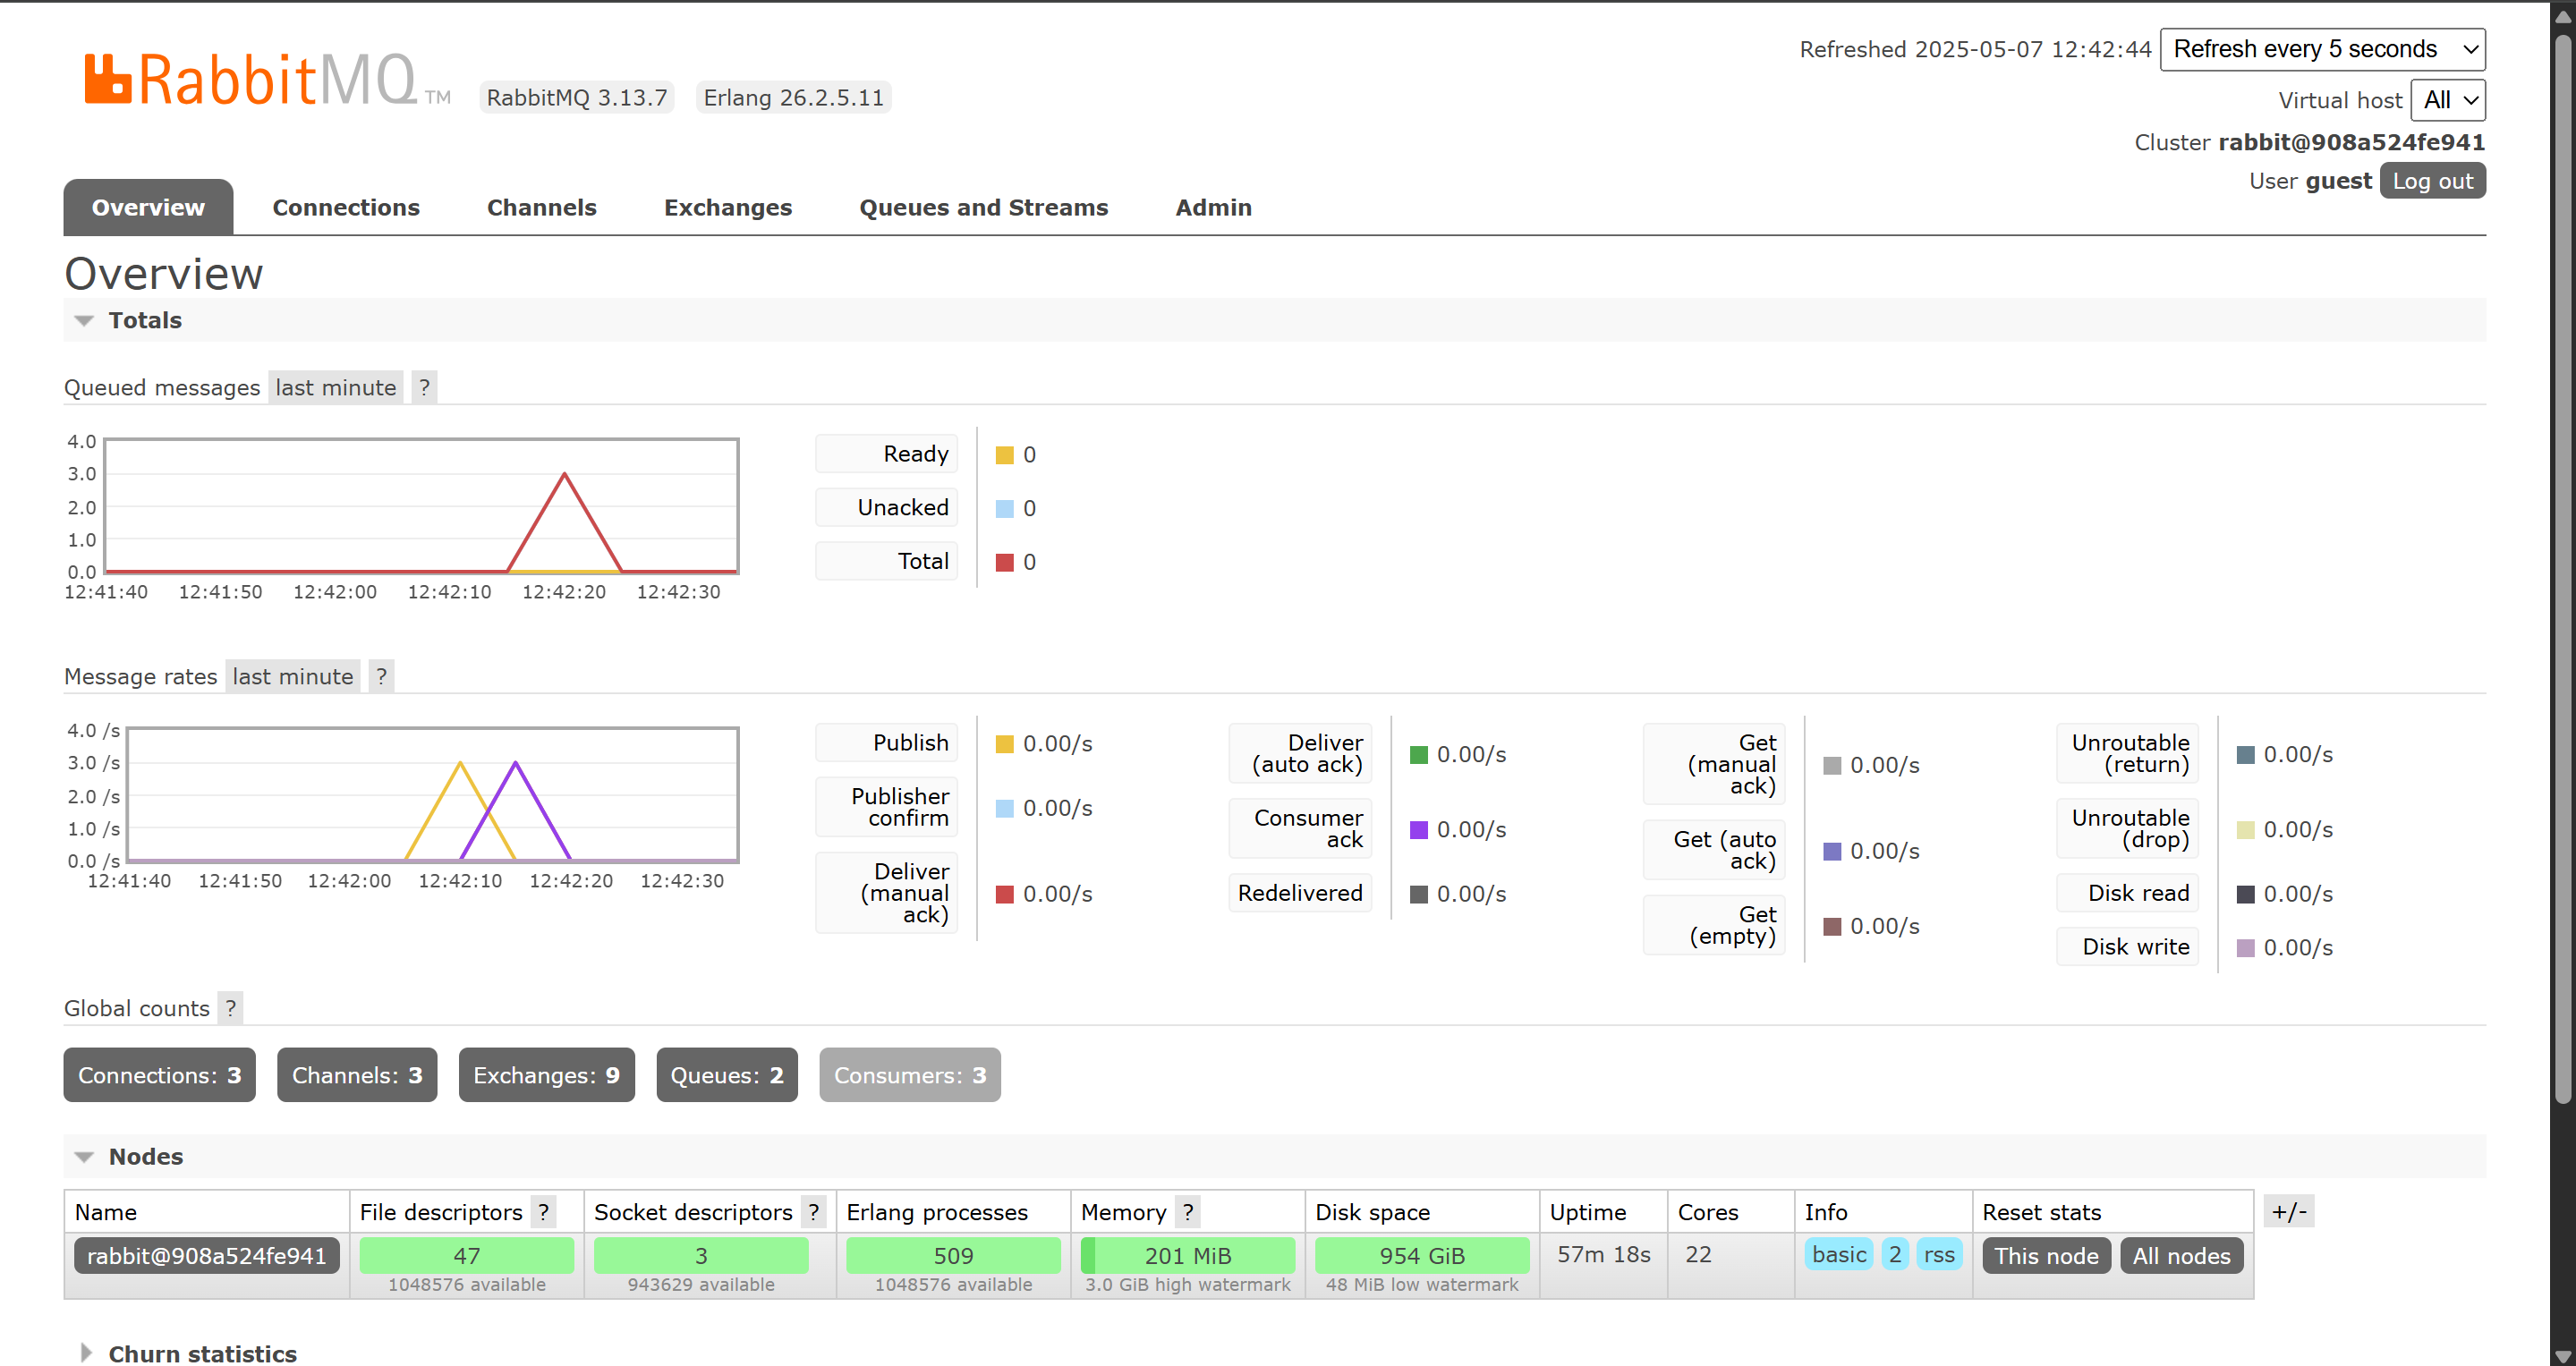 RabbitMQ TM
RabbitMQ 3.13.7
Erlang 26.2.5.11
Refreshed 2025-05-07 12:42:44
Refresh every 5 seconds
Virtual host All
Cluster rabbit@908a524fe941
User guest Log out
Overview Connections Channels Exchanges Queues and Streams Admin
Overview
Totals
Queued messages last minute ?
4.0
3.0
2.0
1.0
0.0
12:41:40 12:41:50 12:42:00 12:42:10 12:42:20 12:42:30
Ready 0
Unacked 0
Total 0
Message rates last minute ?
4.0 /s
3.0 /s
2.0 /s
1.0 /s
0.0 /s
12:41:40 12:41:50 12:42:00 12:42:10 12:42:20 12:42:30
Publish 0.00/s
Publisher
confirm 0.00/s
Deliver
(manual
ack) 0.00/s
Deliver
(auto ack) 0.00/s
Consumer
ack 0.00/s
Redelivered 0.00/s
Get
(manual
ack) 0.00/s
Get (auto
ack) 0.00/s
Get
(empty) 0.00/s
Unroutable
(return) 0.00/s
Unroutable
(drop) 0.00/s
Disk read 0.00/s
Disk write 0.00/s
Global counts ?
Connections: 3 Channels: 3 Exchanges: 9 Queues: 2 Consumers: 3
Nodes
Name File descriptors ? Socket descriptors ? Erlang processes Memory ? Disk space Uptime Cores Info Reset stats +/-
rabbit@908a524fe941 47 3 509 201 MiB 954 GiB 57m 18s 22 basic 2 rss This node All nodes
1048576 available 943629 available 1048576 available 3.0 GiB high watermark 48 MiB low watermark
Churn statistics